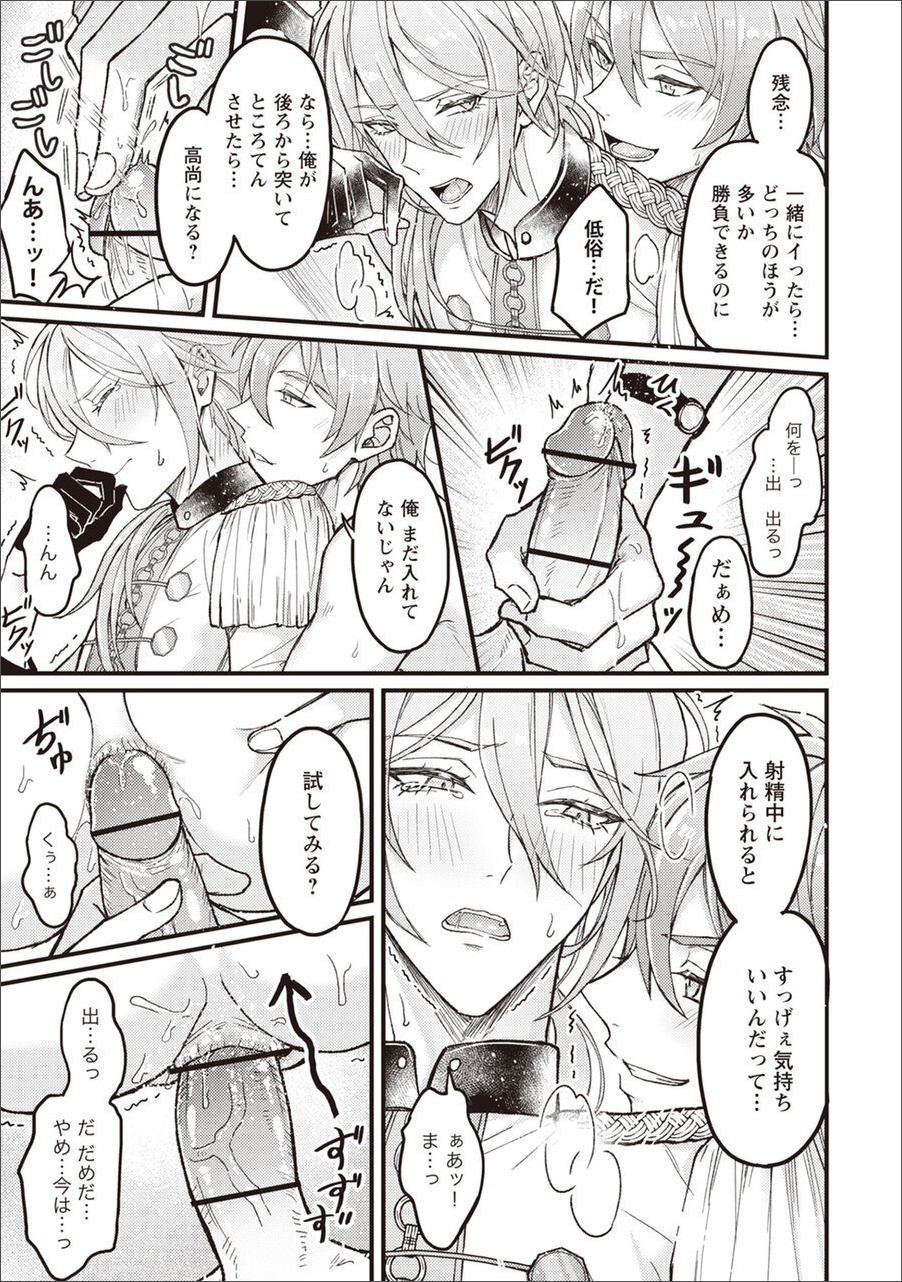 残念…
一緒にイったら…
どっちのほうが
多いか
勝負できるのに
低俗…だ！
なら…俺が
後ろから突いて
ところてん
させたら…
高尚になる？
んあ…ッ！
何をーっ
…出 出るっ
だぁめ…
ギュー
ッ
ビクッ
俺 まだ入れて
ないじゃん
…んん
射精中に
入れられると
すっげぇ気持ち
いいんだって…
ぁあッ！
ま…っ
試してみる？
ぢゅ
くぅ…ぁ
出…るっ
だ だめだ…
やめ…今は…っ
ずずず